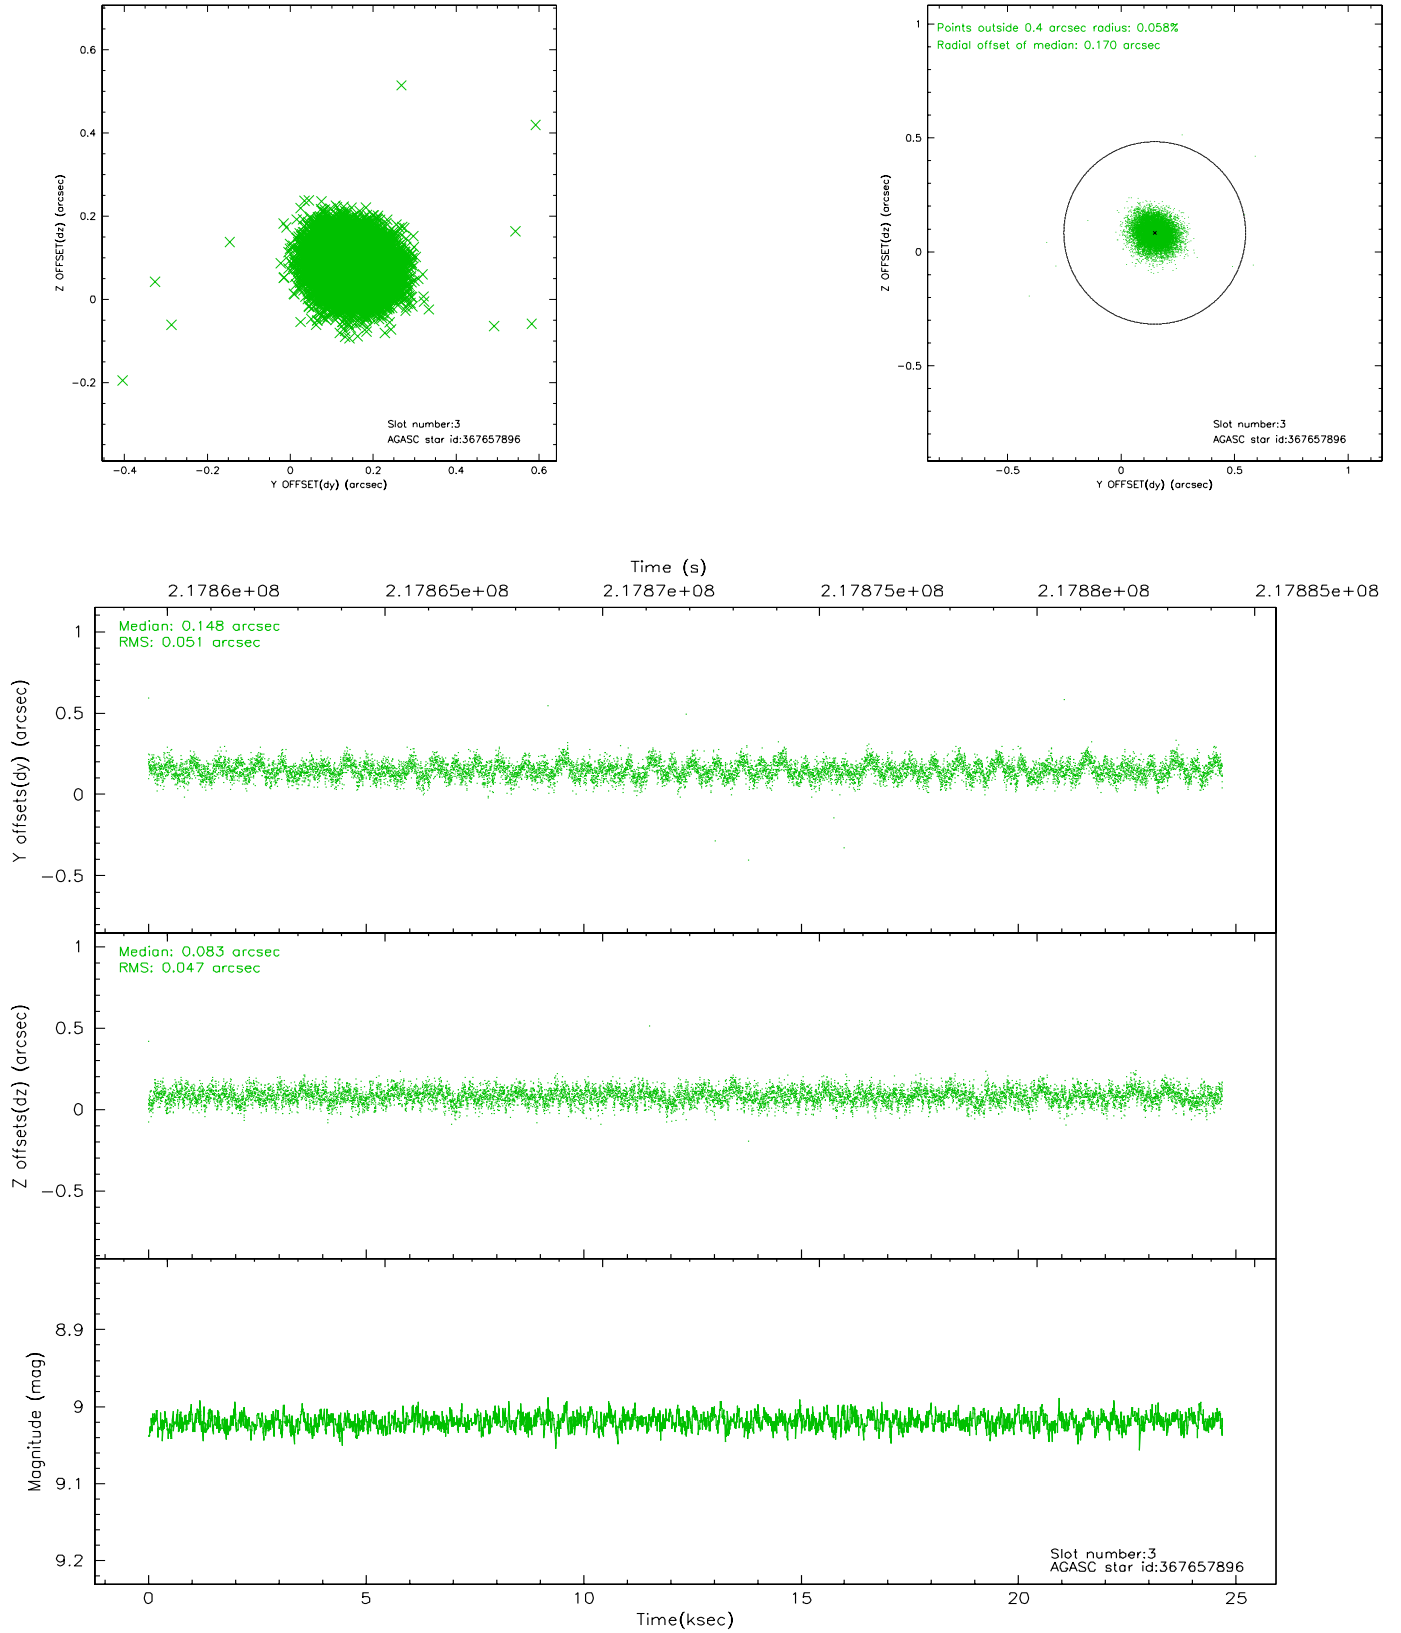 0.6
0.4
0.2
0
−0.2
Z OFFSET(dz) (arcsec)
Slot number:3
AGASC star id:367657896
−0.4 −0.2 0 0.2 0.4 0.6
Y OFFSET(dy) (arcsec)
Points outside 0.4 arcsec radius: 0.058%
Radial offset of median: 0.170 arcsec
1
0.5
0
−0.5
Z OFFSET(dz) (arcsec)
Slot number:3
AGASC star id:367657896
−0.5 0 0.5 1
Y OFFSET(dy) (arcsec)
Time (s)
2.1786e+08 2.17865e+08 2.1787e+08 2.17875e+08 2.1788e+08 2.17885e+08
Median: 0.148 arcsec
RMS: 0.051 arcsec
1
0.5
0
−0.5
Y offsets(dy) (arcsec)
Median: 0.083 arcsec
RMS: 0.047 arcsec
1
0.5
0
−0.5
Z offsets(dz) (arcsec)
8.9
9
9.1
9.2
Magnitude (mag)
Slot number:3
AGASC star id:367657896
0 5 10 15 20 25
Time(ksec)